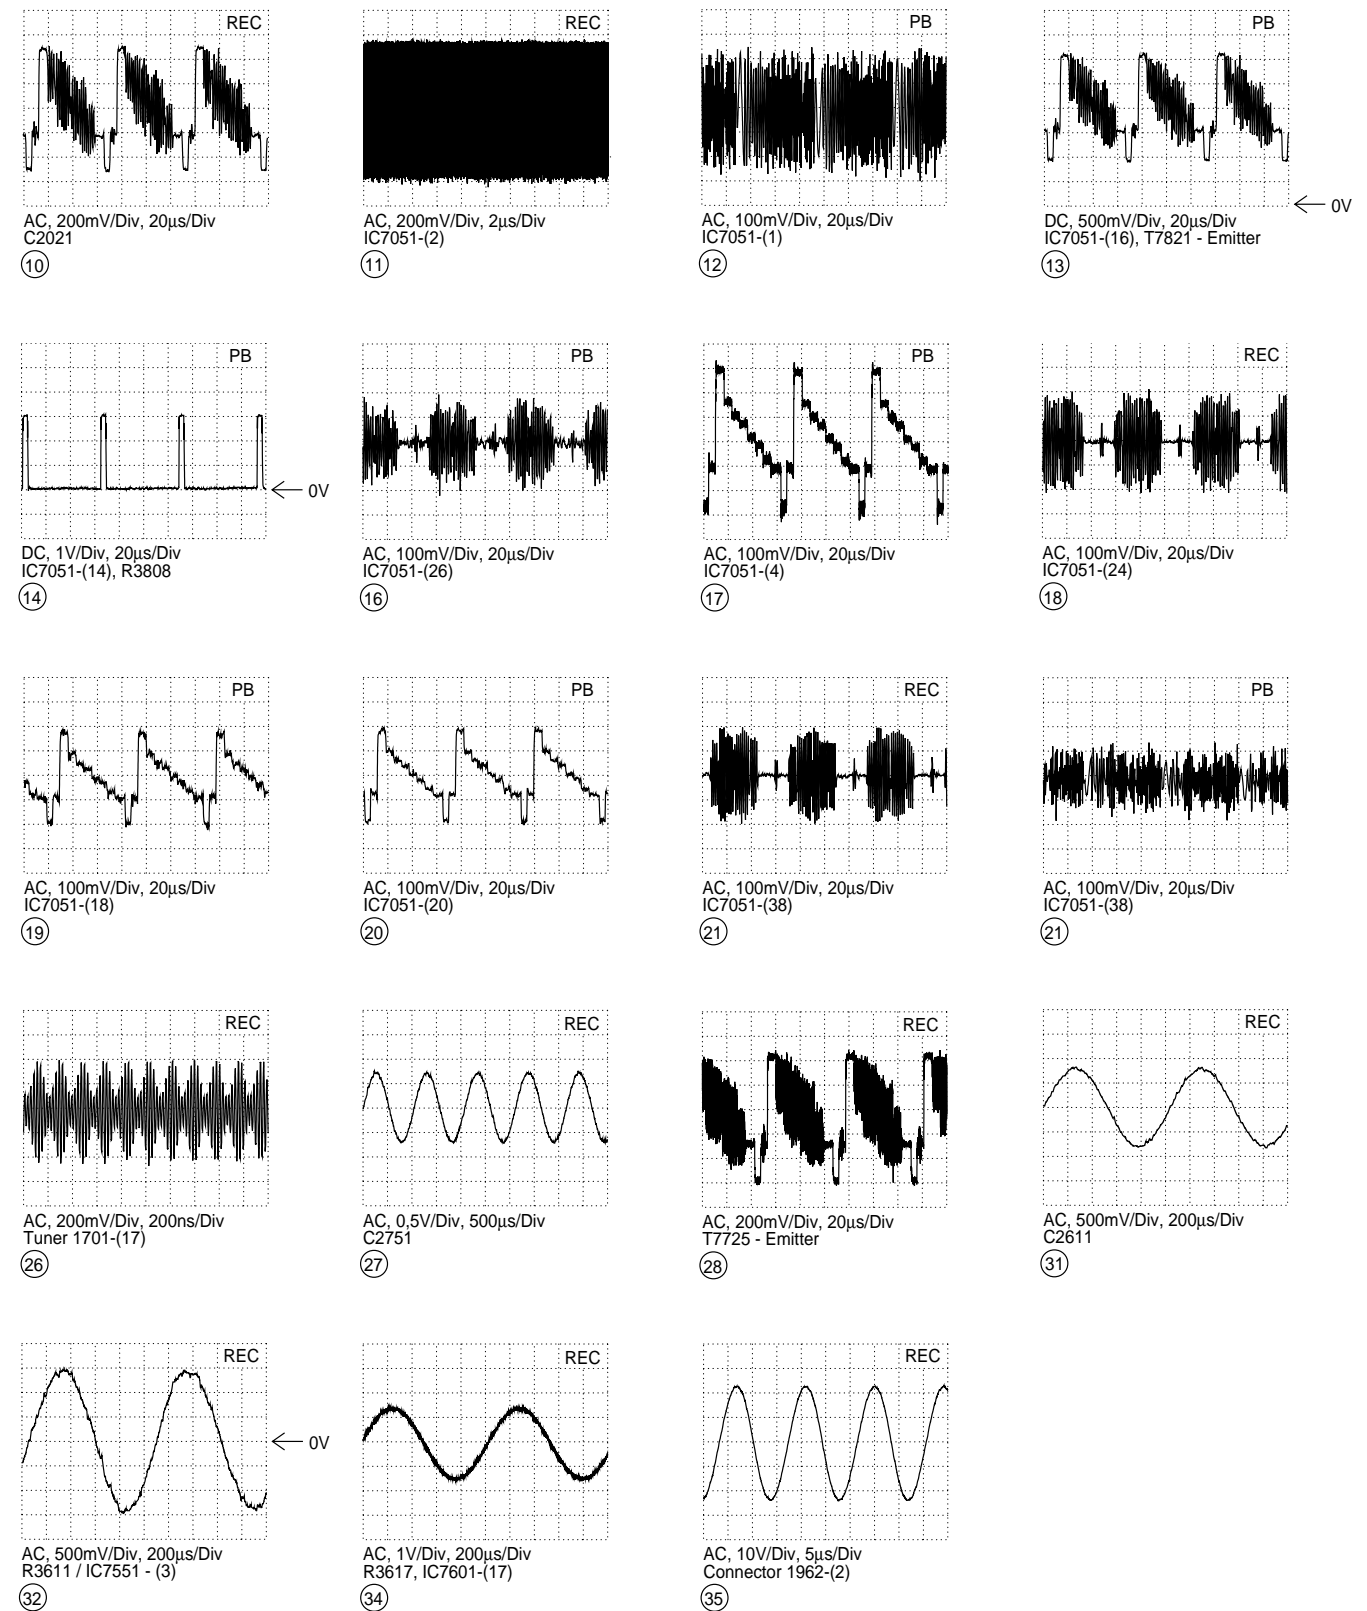 REC
AC, 200mV/Div, 20µs/Div
C2021
10
REC
AC, 200mV/Div, 2µs/Div
IC7051-(2)
11
PB
AC, 100mV/Div, 20µs/Div
IC7051-(1)
12
PB
0V
DC, 500mV/Div, 20µs/Div
IC7051-(16), T7821 - Emitter
13
PB
0V
DC, 1V/Div, 20µs/Div
IC7051-(14), R3808
14
PB
AC, 100mV/Div, 20µs/Div
IC7051-(26)
16
PB
AC, 100mV/Div, 20µs/Div
IC7051-(4)
17
REC
AC, 100mV/Div, 20µs/Div
IC7051-(24)
18
PB
AC, 100mV/Div, 20µs/Div
IC7051-(18)
19
PB
AC, 100mV/Div, 20µs/Div
IC7051-(20)
20
REC
AC, 100mV/Div, 20µs/Div
IC7051-(38)
21
PB
AC, 100mV/Div, 20µs/Div
IC7051-(38)
21
REC
AC, 200mV/Div, 200ns/Div
Tuner 1701-(17)
26
REC
AC, 0,5V/Div, 500µs/Div
C2751
27
REC
AC, 200mV/Div, 20µs/Div
T7725 - Emitter
28
REC
AC, 500mV/Div, 200µs/Div
C2611
31
REC
0V
AC, 500mV/Div, 200µs/Div
R3611 / IC7551 - (3)
32
REC
AC, 1V/Div, 200µs/Div
R3617, IC7601-(17)
34
REC
AC, 10V/Div, 5µs/Div
Connector 1962-(2)
35